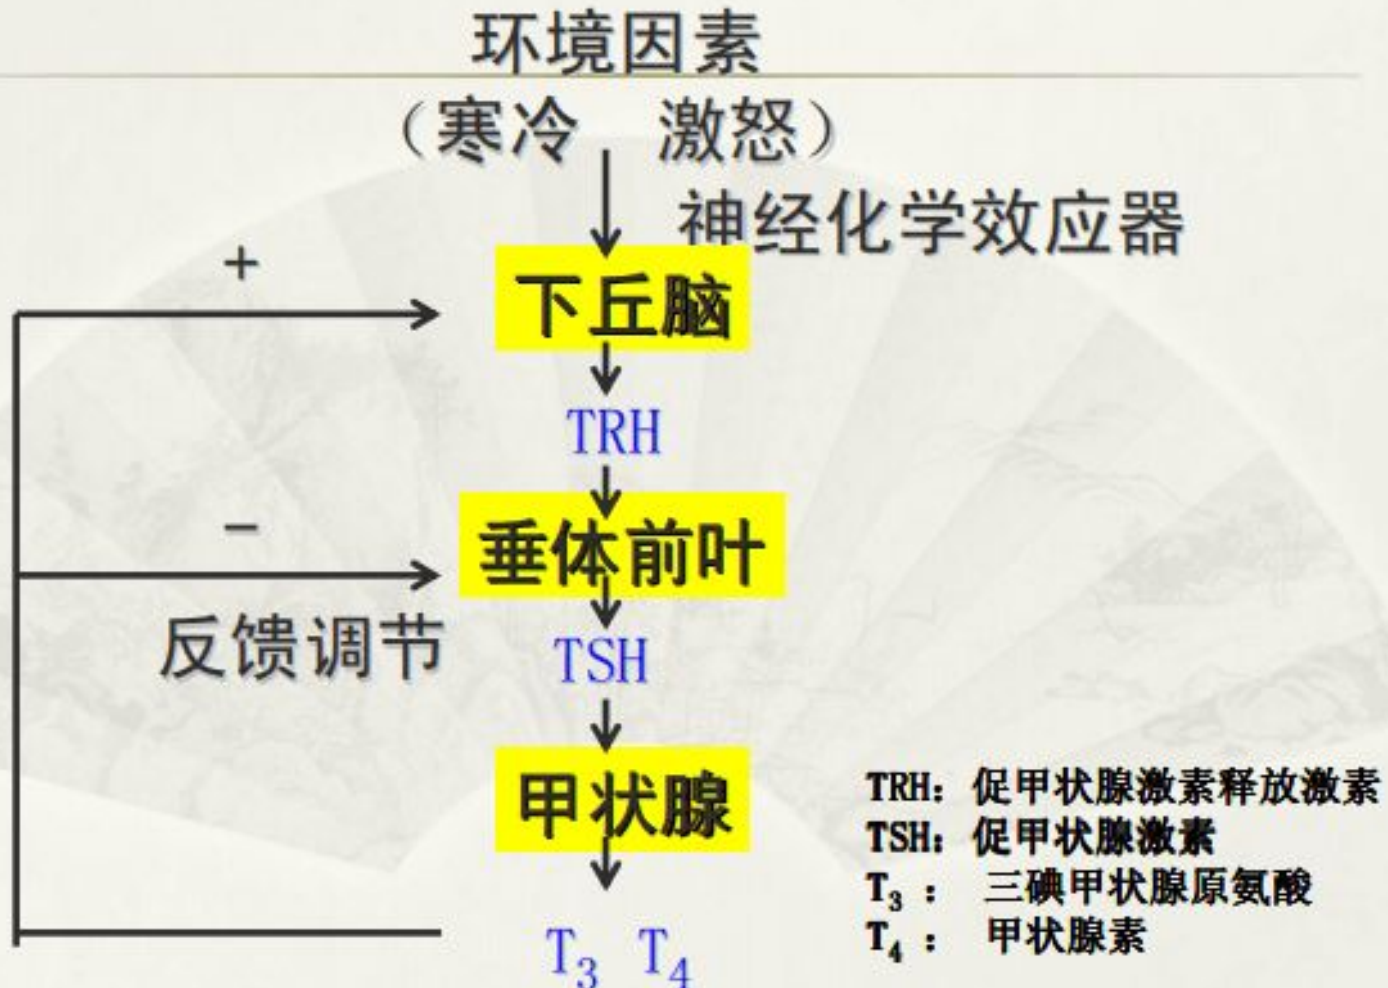 环境因素
（寒冷 激怒）
神经化学效应器
+
下丘脑
TRH
−
垂体前叶
反馈调节
TSH
甲状腺
T₃ T₄
TRH：促甲状腺激素释放激素
TSH：促甲状腺激素
T₃： 三碘甲状腺原氨酸
T₄： 甲状腺素